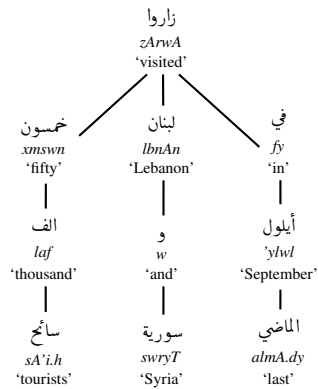 زاروا
zArwA
‘visited’
خمسون لبنان في
xmswn lbnAn fy
‘fifty’ ‘Lebanon’ ‘in’
الف و أيلول
laf w 'ylwl
‘thousand’ ‘and’ ‘September’
سائح سورية الماضي
sA'i.h swryT almA.dy
‘tourists’ ‘Syria’ ‘last’